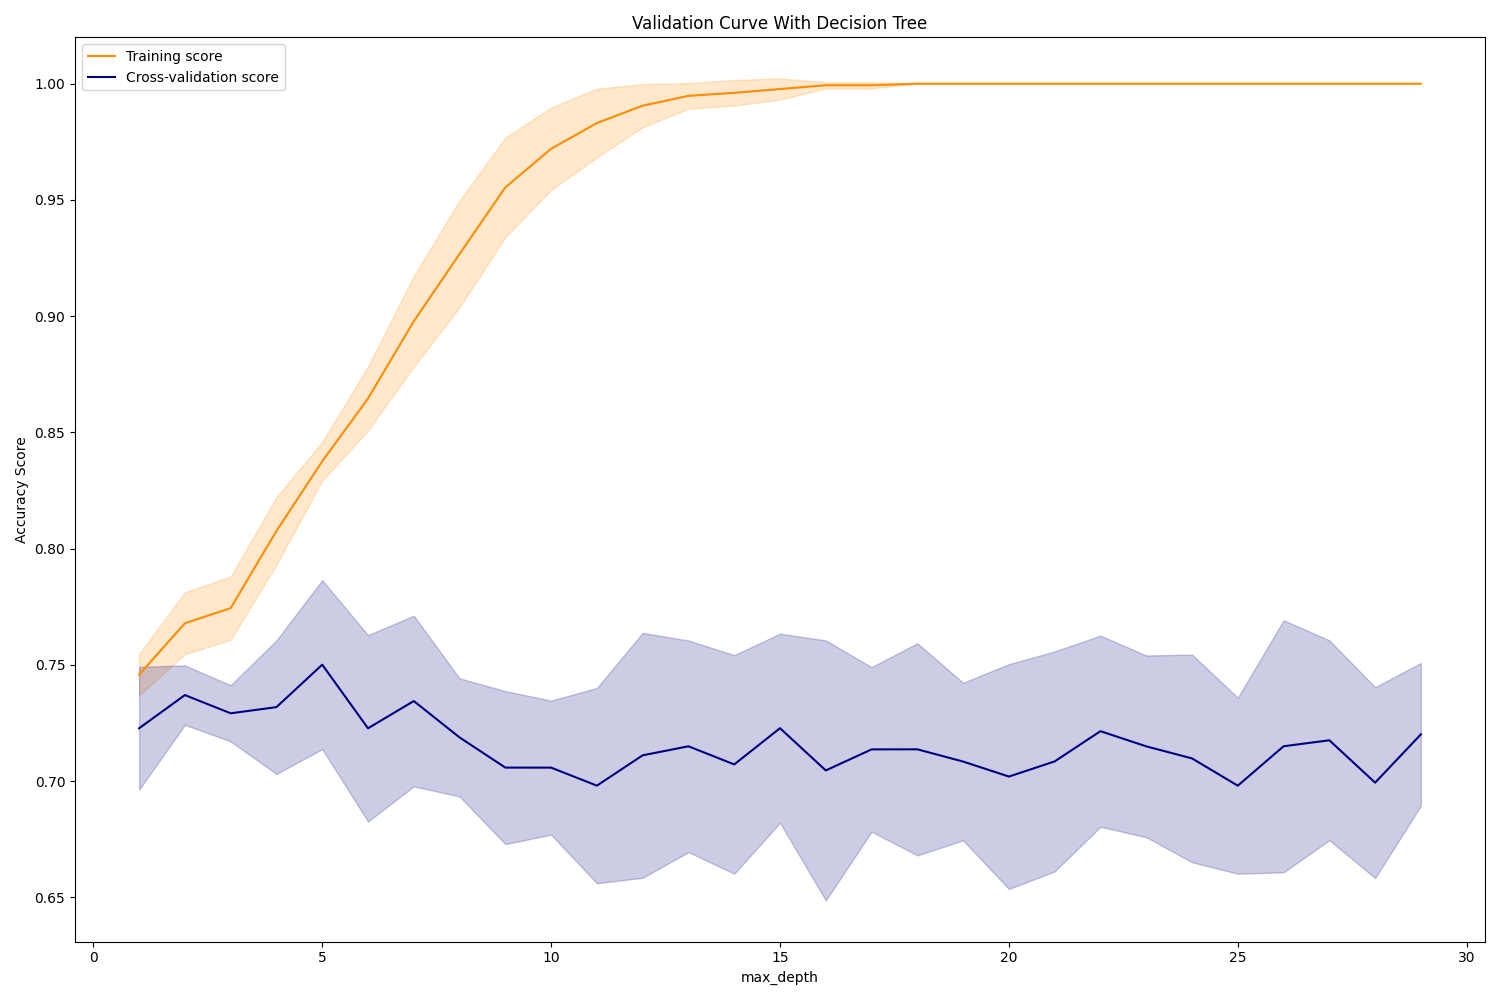 Validation Curve With Decision Tree
Training score
Cross-validation score
1.00
0.95
0.90
0.85
0.80
0.75
0.70
0.65
Accuracy Score
0 5 10 15 20 25 30
max_depth